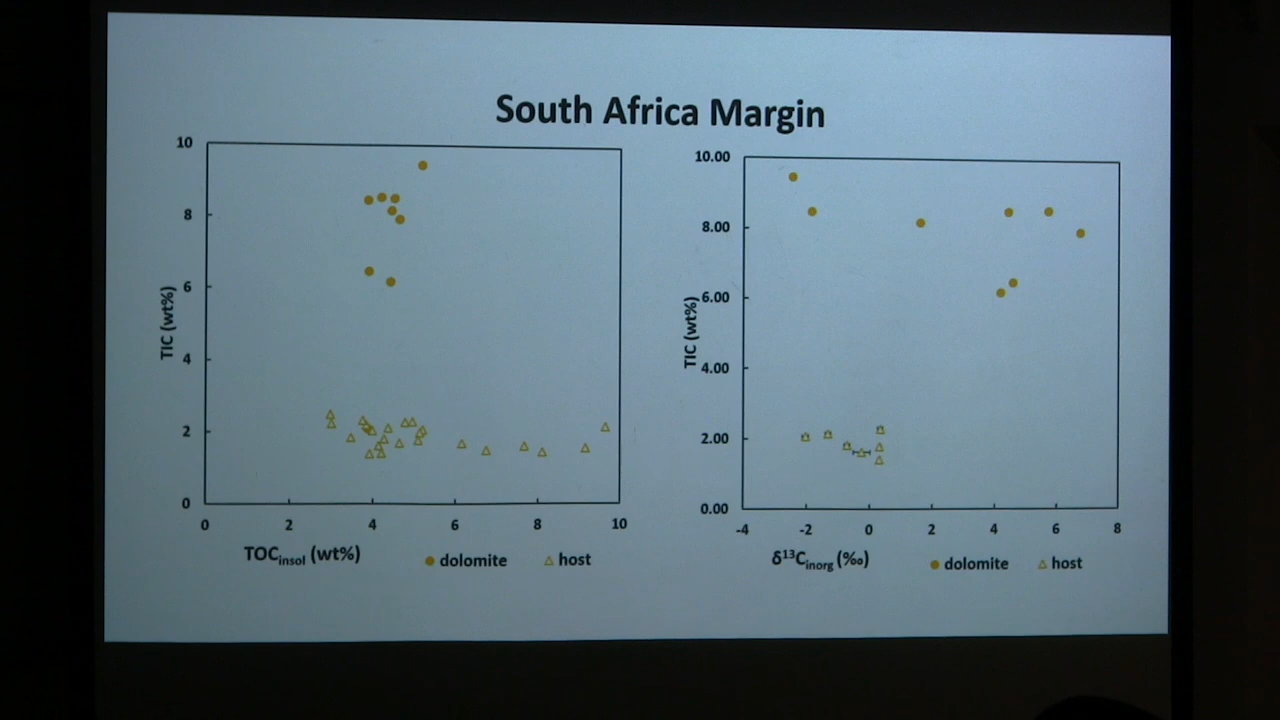 South Africa Margin
10
8
6
4
2
0
TIC (wt%)
0 2 4 6 8 10
TOCinsol (wt%)
dolomite host
10.00
8.00
6.00
4.00
2.00
0.00
TIC (wt%)
-4 -2 0 2 4 6 8
δ¹³Cinorg (‰)
dolomite host